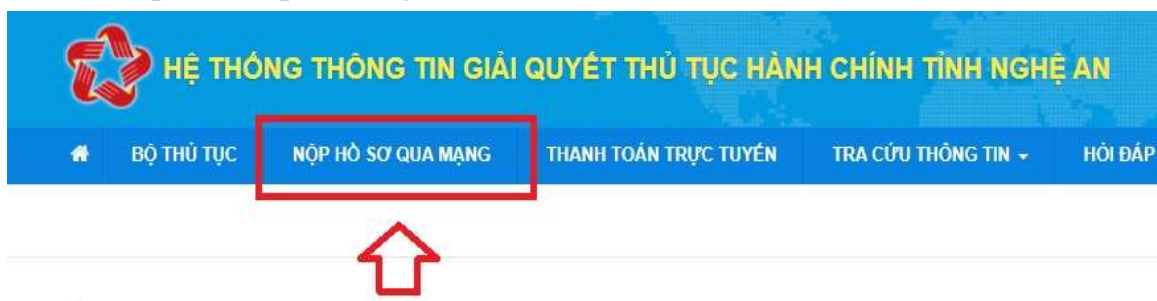 HỆ THỐNG THÔNG TIN GIẢI QUYẾT THỦ TỤC HÀNH CHÍNH TỈNH NGHỆ AN
BỘ THỦ TỤC NỘP HỒ SƠ QUA MẠNG THANH TOÁN TRỰC TUYẾN TRA CỨU THÔNG TIN HỎI ĐÁP